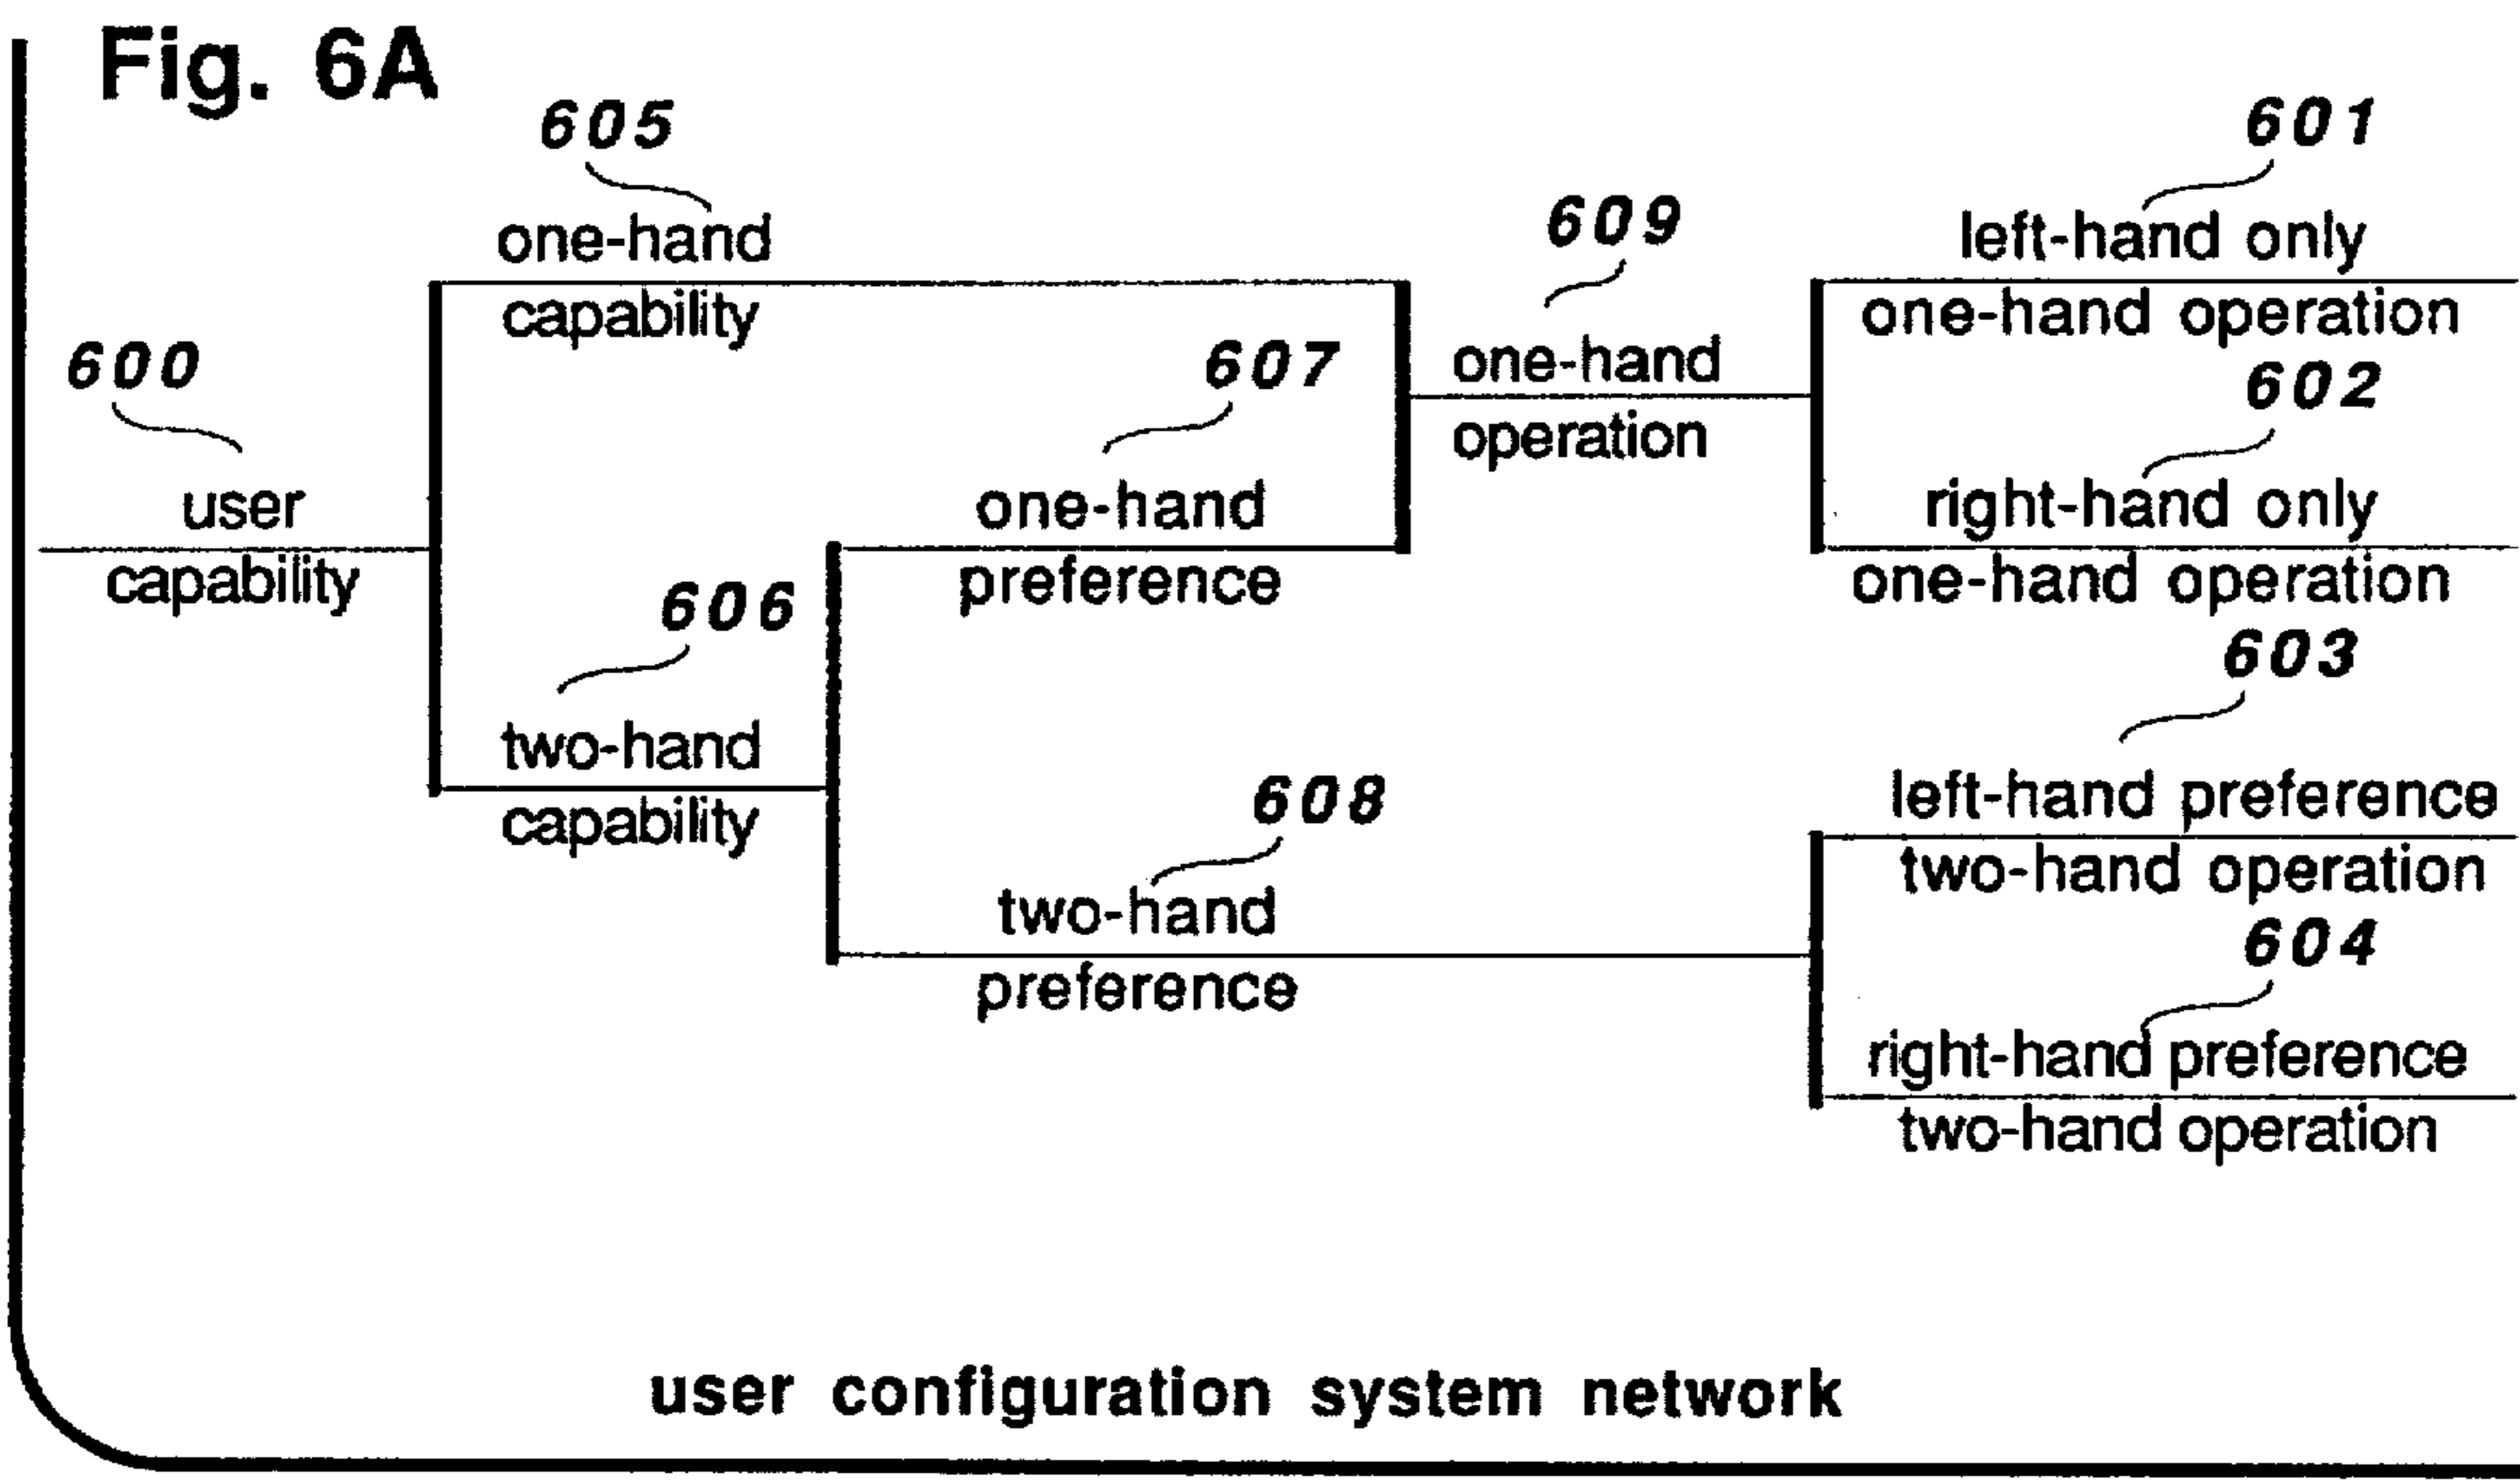 Fig. 6A
605
601
one-hand
capability
609
left-hand only
one-hand operation
600
607
one-hand
operation
602
user
capability
one-hand
preference
right-hand only
one-hand operation
606
603
two-hand
capability
608
left-hand preference
two-hand operation
two-hand
preference
604
right-hand preference
two-hand operation
user configuration system network